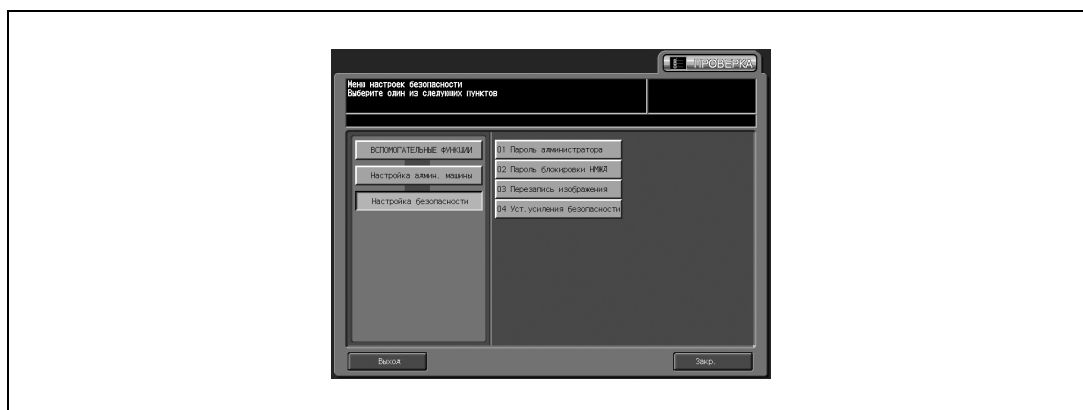 ПРОВЕРКА
Меню настроек безопасности
Выберите один из следующих пунктов
ВСПОМОГАТЕЛЬНЫЕ ФУНКЦИИ
Настройка админ. машины
Настройка безопасности
01 Пароль администратора
02 Пароль блокировки НМЖД
03 Перезапись изображения
04 Уст.усиления безопасности
Выход
Закр.